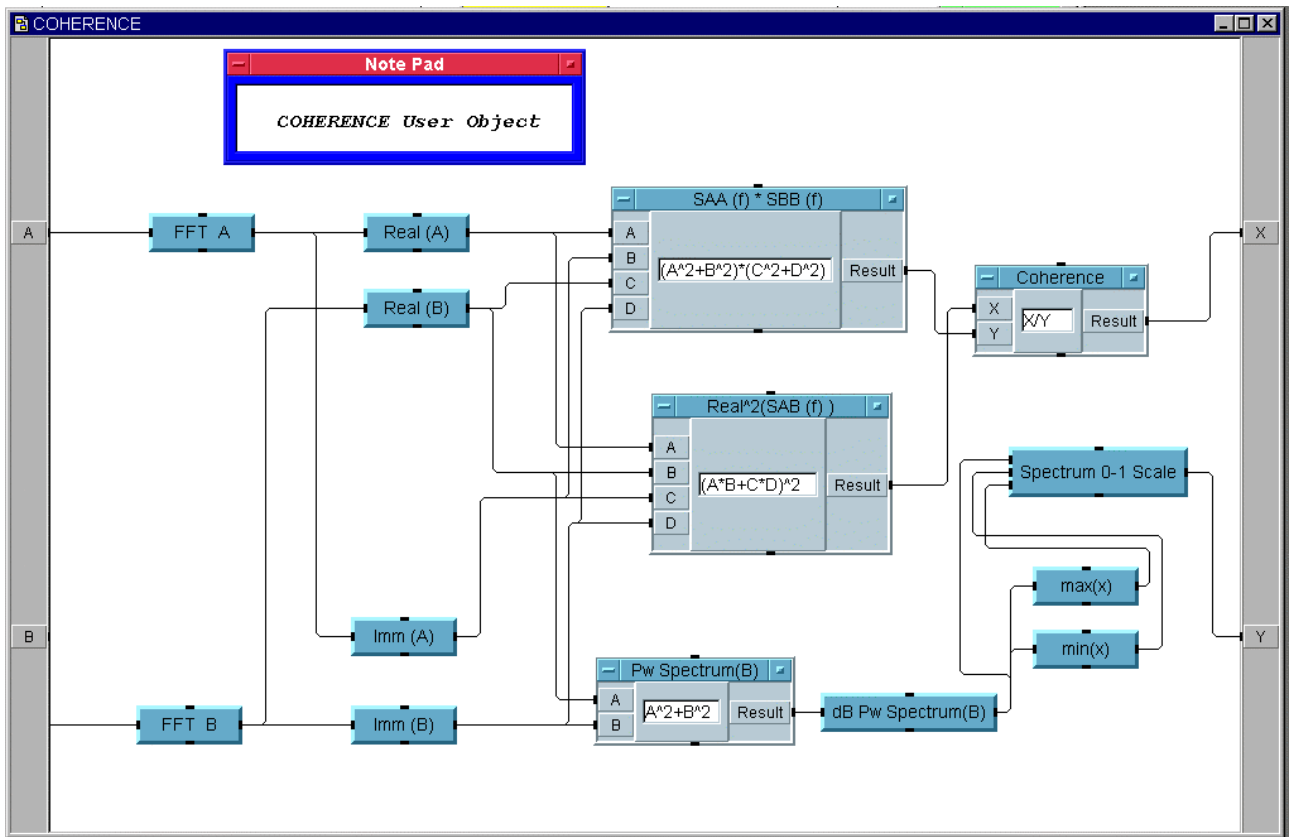 COHERENCE
Note Pad
COHERENCE User Object
A
FFT A
Real (A)
SAA (f) * SBB (f)
A
B
C
D
(A^2+B^2)*(C^2+D^2)
Result
X
Real (B)
Coherence
X
Y
X/Y
Result
Real^2(SAB (f) )
A
B
C
D
(A*B+C*D)^2
Result
Spectrum 0-1 Scale
max(x)
B
Imm (A)
min(x)
Y
Pw Spectrum(B)
A
B
A^2+B^2
Result
dB Pw Spectrum(B)
FFT B
Imm (B)